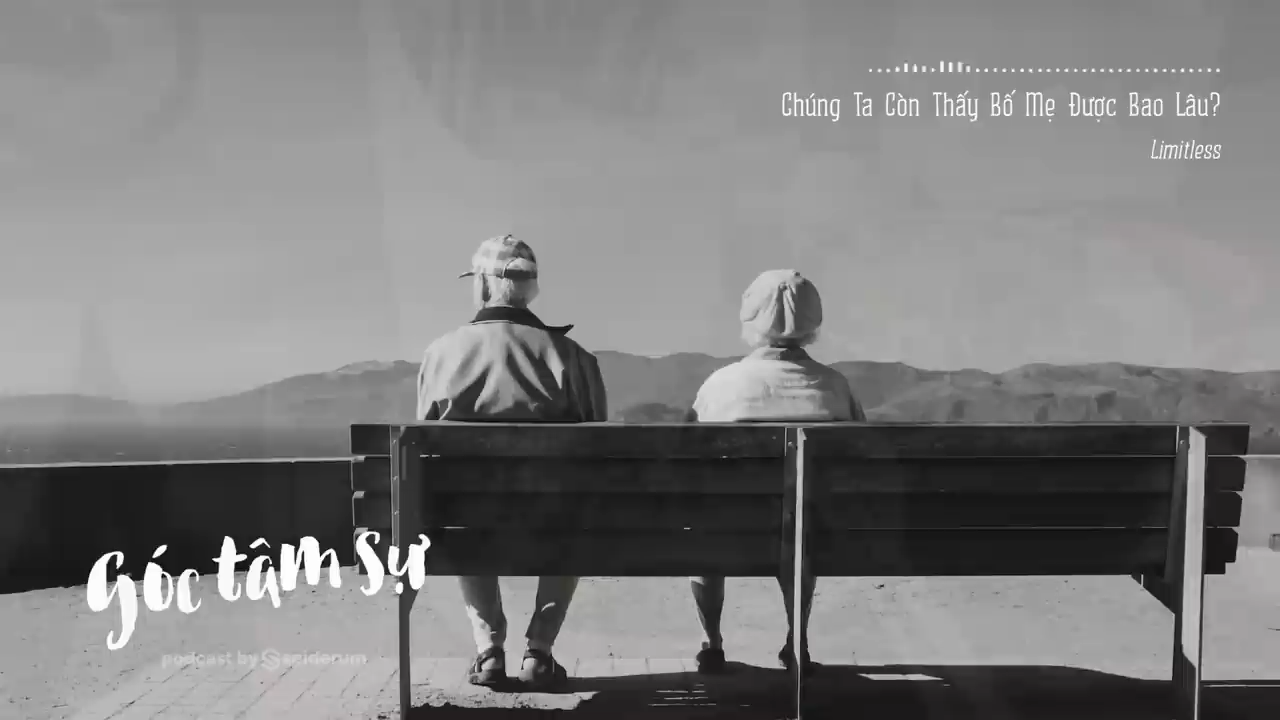 Chúng Ta Còn Thấy Bố Mẹ Được Bao Lâu?
Limitless
góc tâm sự
podcast by spiderum